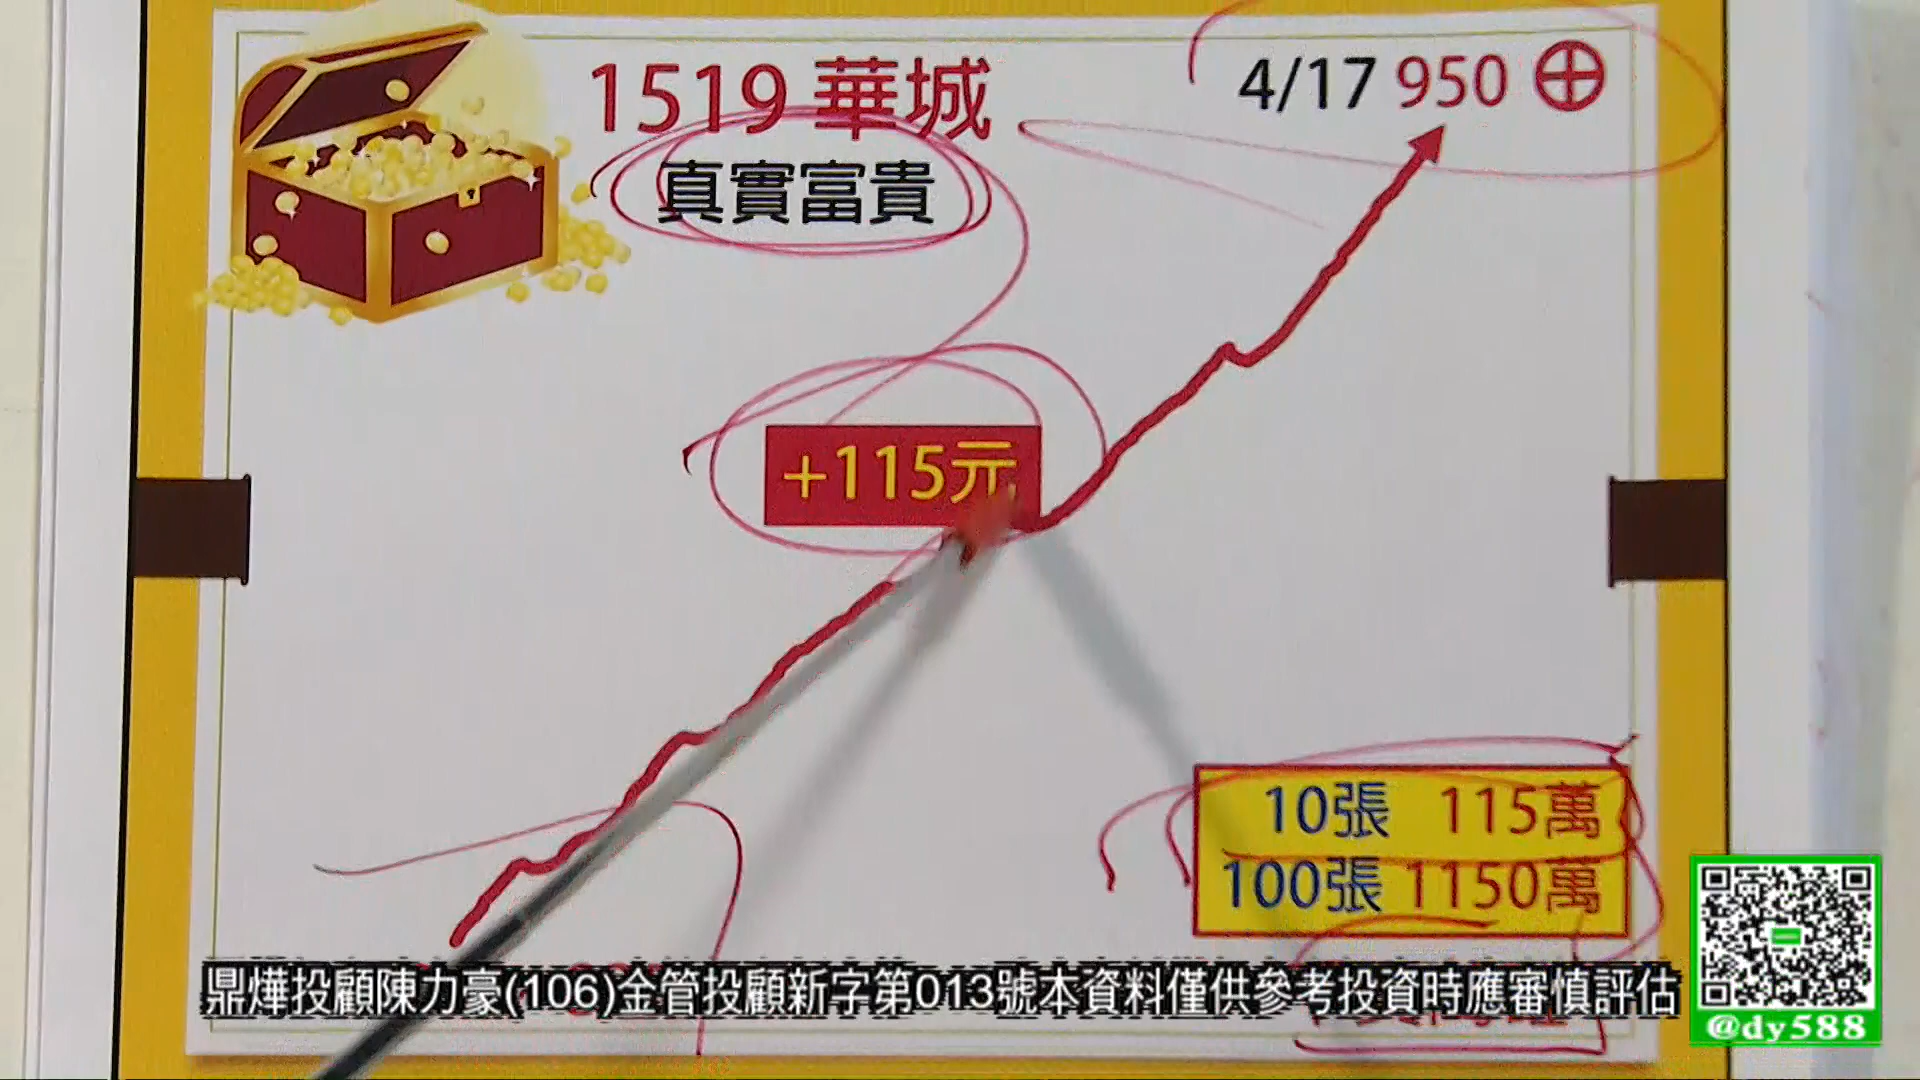 1519 華城
真實富貴
4/17 950
+115元
10張 115萬
100張 1150萬
鼎燁投顧陳力豪(106)金管投顧新字第013號本資料僅供參考投資時應審慎評估
@dy588